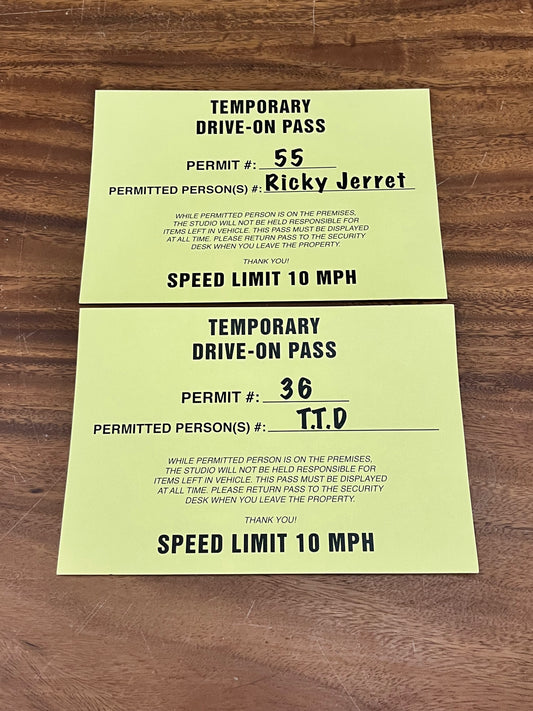 TEMPORARY
DRIVE-ON PASS
PERMIT #: 55
PERMITTED PERSON(S) #: Ricky Jerret
WHILE PERMITTED PERSON IS ON THE PREMISES,
THE STUDIO WILL NOT BE HELD RESPONSIBLE FOR
ITEMS LEFT IN VEHICLE. THIS PASS MUST BE DISPLAYED
AT ALL TIME. PLEASE RETURN PASS TO THE SECURITY
DESK WHEN YOU LEAVE THE PROPERTY.
THANK YOU!
SPEED LIMIT 10 MPH
TEMPORARY
DRIVE-ON PASS
PERMIT #: 36
PERMITTED PERSON(S) #: T.T.D
WHILE PERMITTED PERSON IS ON THE PREMISES,
THE STUDIO WILL NOT BE HELD RESPONSIBLE FOR
ITEMS LEFT IN VEHICLE. THIS PASS MUST BE DISPLAYED
AT ALL TIME. PLEASE RETURN PASS TO THE SECURITY
DESK WHEN YOU LEAVE THE PROPERTY.
THANK YOU!
SPEED LIMIT 10 MPH